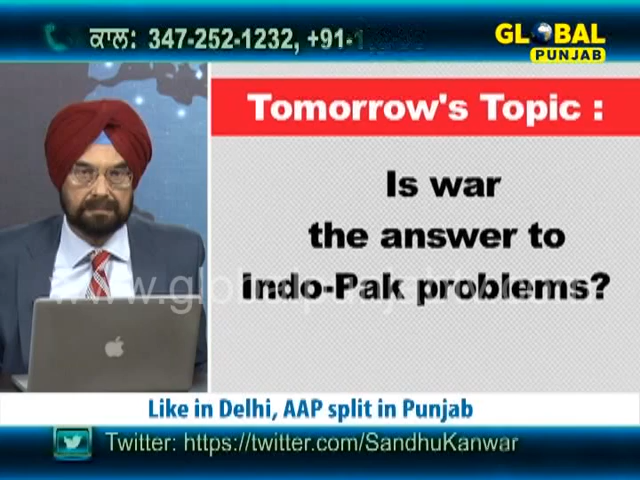 ਕਾਲ: 347-252-1232, +91-1
GLOBAL
PUNJAB
Tomorrow's Topic :
Is war
the answer to
Indo-Pak problems?
Like in Delhi, AAP split in Punjab
Twitter: https://twitter.com/SandhuKanwar